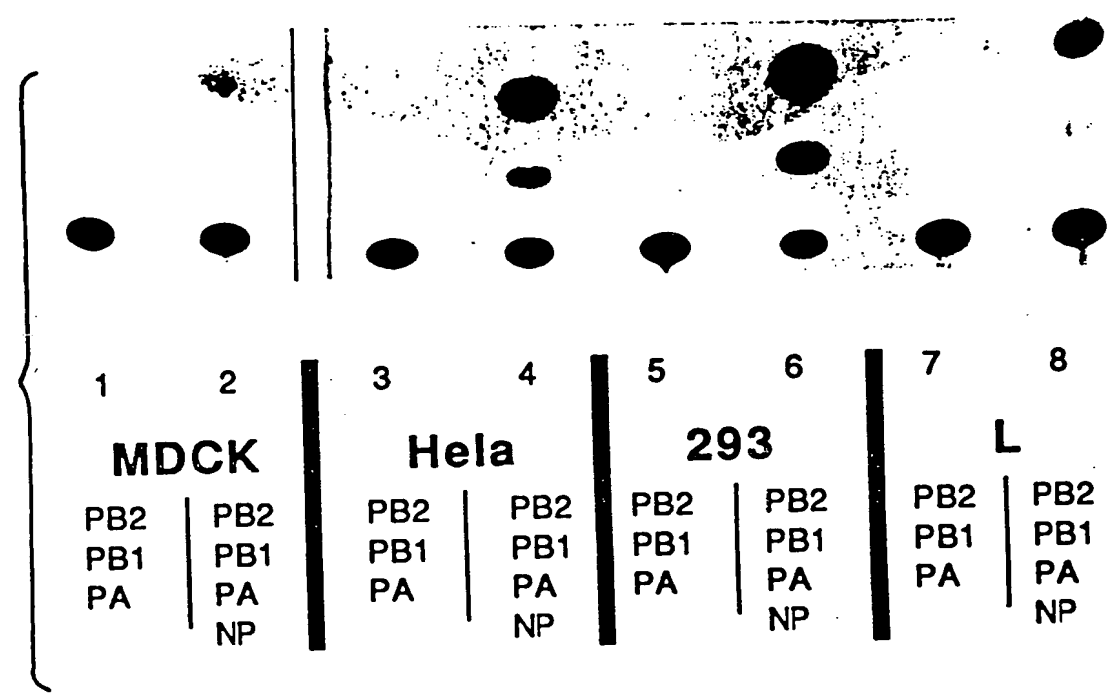 1 2 3 4 5 6 7 8
MDCK Hela 293 L
PB2 PB2 PB2 PB2 PB2 PB2 PB2 PB2
PB1 PB1 PB1 PB1 PB1 PB1 PB1 PB1
PA PA PA PA PA PA PA PA
NP NP NP NP